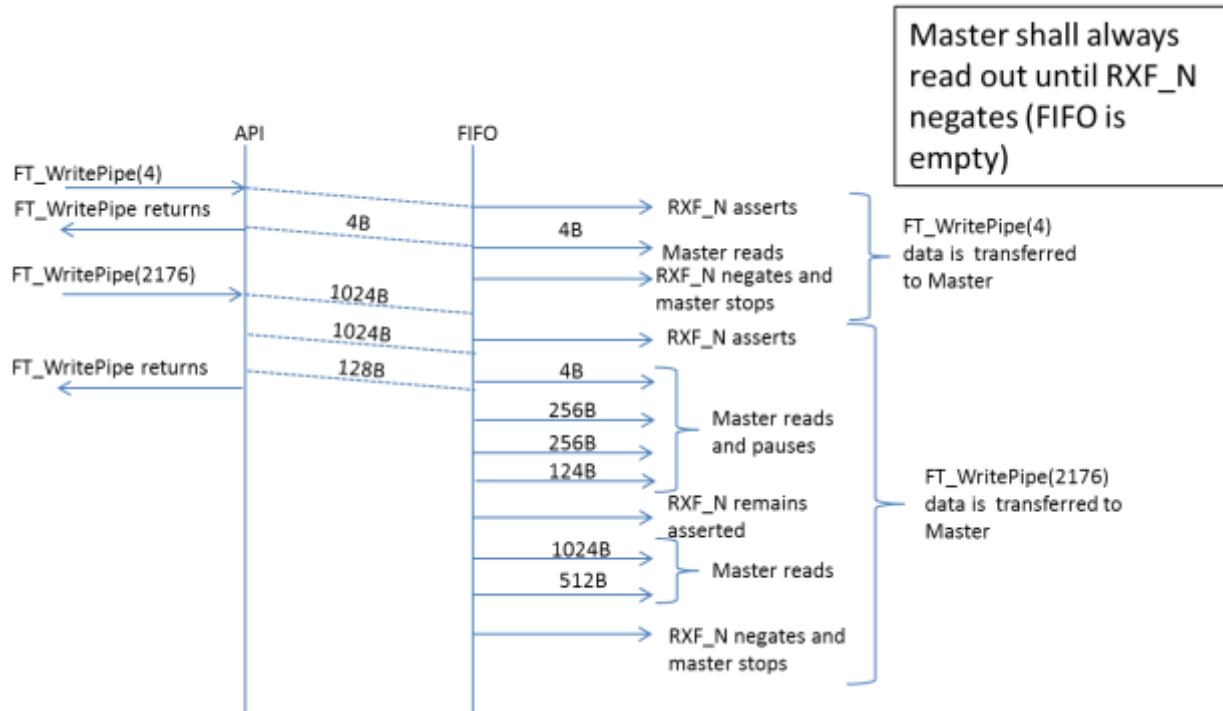 Master shall always
read out until RXF_N
negates (FIFO is
empty)
API
FIFO
FT_WritePipe(4)
RXF_N asserts
FT_WritePipe returns
4B
4B
Master reads
FT_WritePipe(4)
data is transferred
to Master
FT_WritePipe(2176)
1024B
RXF_N negates and
master stops
1024B
RXF_N asserts
FT_WritePipe returns
128B
4B
256B
256B
124B
Master reads
and pauses
RXF_N remains
asserted
FT_WritePipe(2176)
data is transferred to
Master
1024B
512B
Master reads
RXF_N negates and
master stops